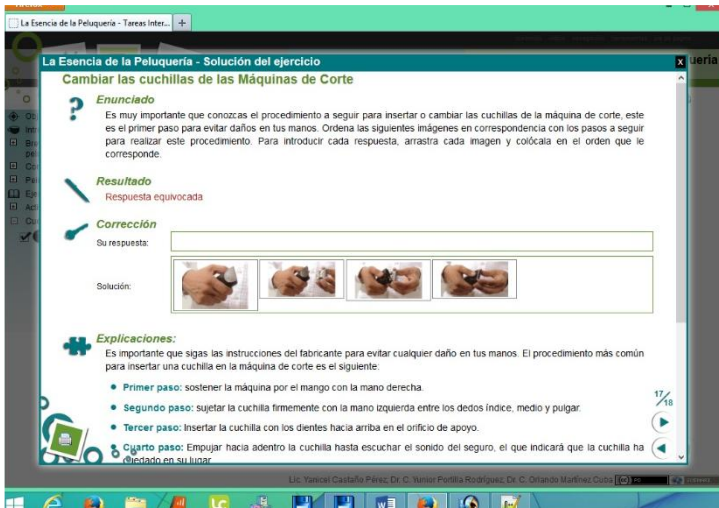 La Esencia de la Peluquería - Tareas Inter...
La Esencia de la Peluquería - Solución del ejercicio
X
Cambiar las cuchillas de las Máquinas de Corte
Enunciado
Es muy importante que conozcas el procedimiento a seguir para insertar o cambiar las cuchillas de la máquina de corte, este
es el primer paso para evitar daños en tus manos. Ordena las siguientes imágenes en correspondencia con los pasos a seguir
para realizar este procedimiento. Para introducir cada respuesta, arrastra cada imagen y colócala en el orden que le
corresponde.
Resultado
Respuesta equivocada
Corrección
Su respuesta:
Solución:
Explicaciones:
Es importante que sigas las instrucciones del fabricante para evitar cualquier daño en tus manos. El procedimiento más común
para insertar una cuchilla en la máquina de corte es el siguiente:
Primer paso: sostener la máquina por el mango con la mano derecha.
Segundo paso: sujetar la cuchilla firmemente con la mano izquierda entre los dedos índice, medio y pulgar.
Tercer paso: Insertar la cuchilla con los dientes hacia arriba en el orificio de apoyo.
Cuarto paso: Empujar hacia adentro la cuchilla hasta escuchar el sonido del seguro, el que indicará que la cuchilla ha
quedado en su lugar
17/18
Lic. Yanicel Castaño Pérez, Dr. C. Yunior Portilla Rodríguez, Dr. C. Orlando Martínez Cuba